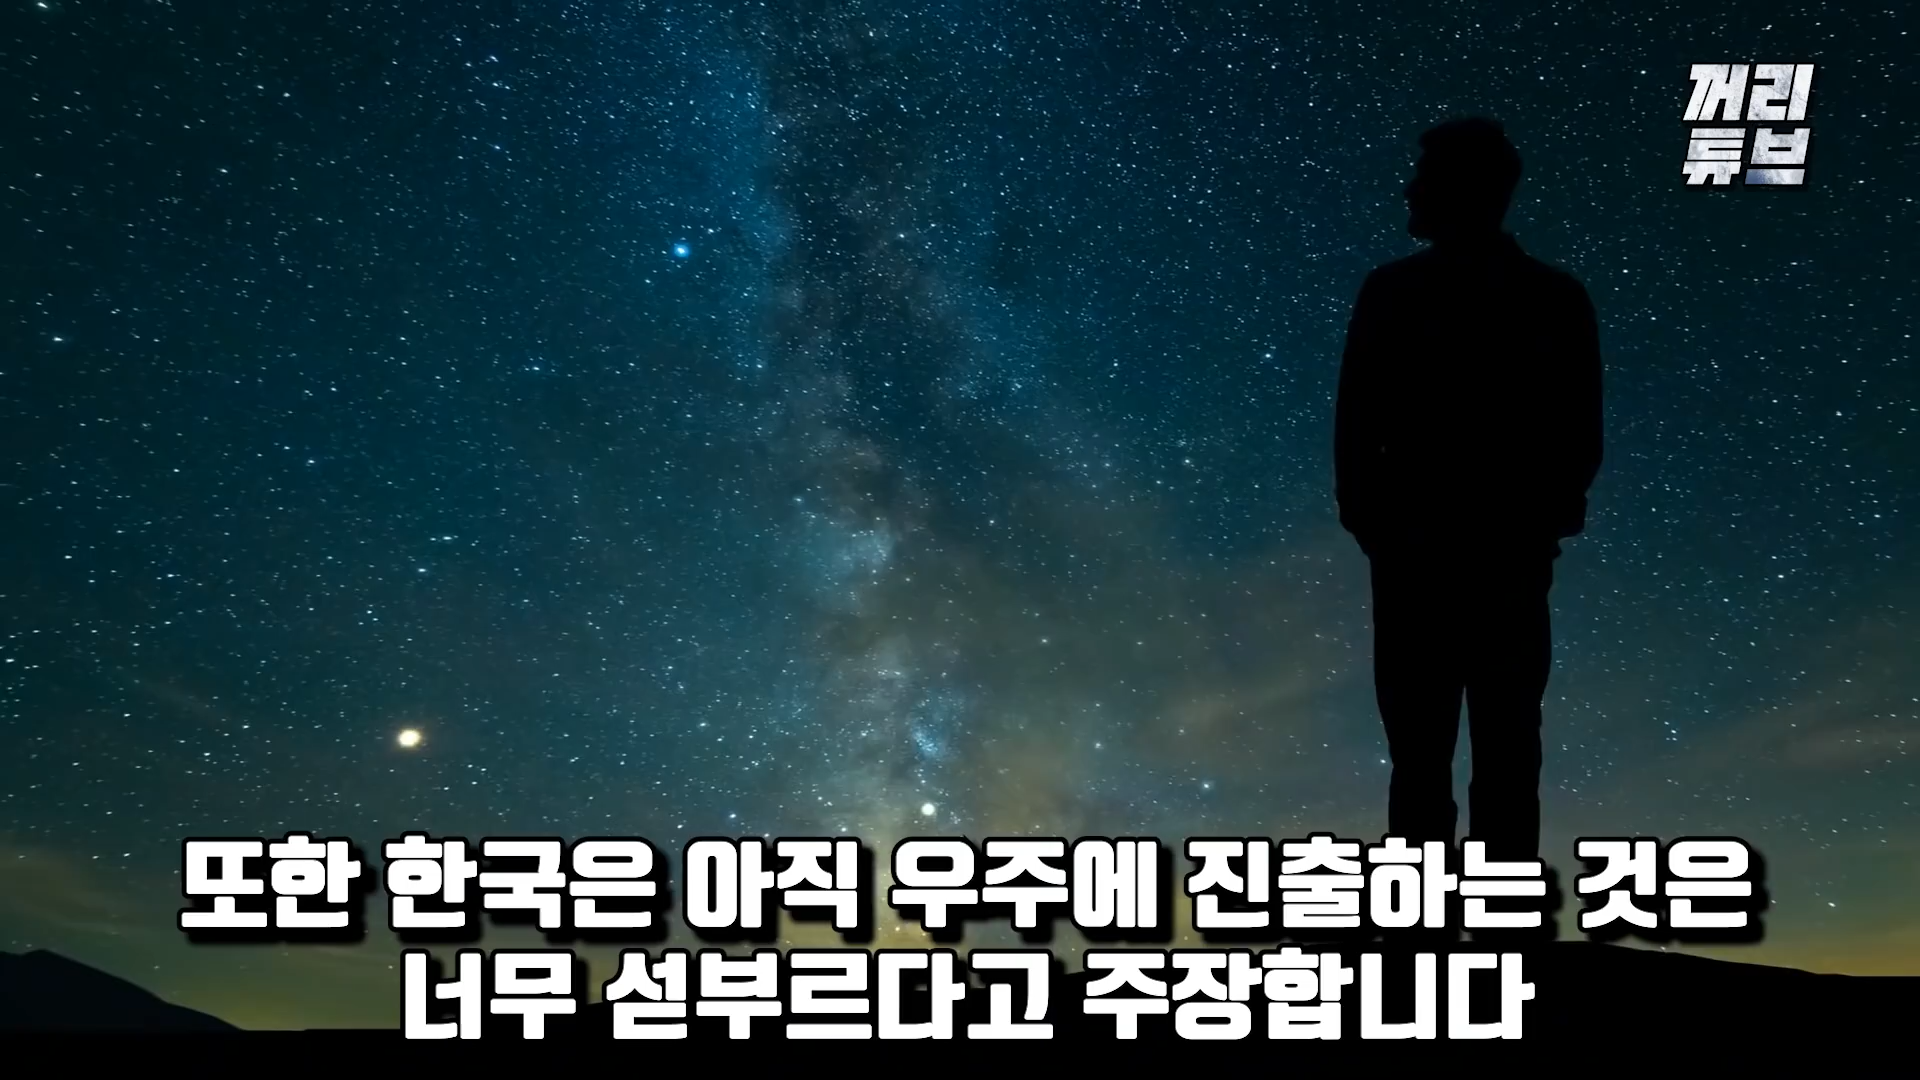 꺼리
튜브
또한 한국은 아직 우주에 진출하는 것은
너무 섣부르다고 주장합니다